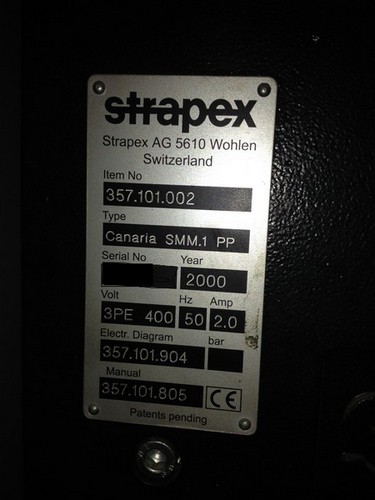 strapex
Strapex AG 5610 Wohlen
Switzerland
Item No
357.101.002
Type
Canaria SMM.1 PP
Serial No Year
2000
Volt Hz Amp
3PE 400 50 2.0
Electr. Diagram bar
357.101.904
Manual
357.101.805 CE
Patents pending